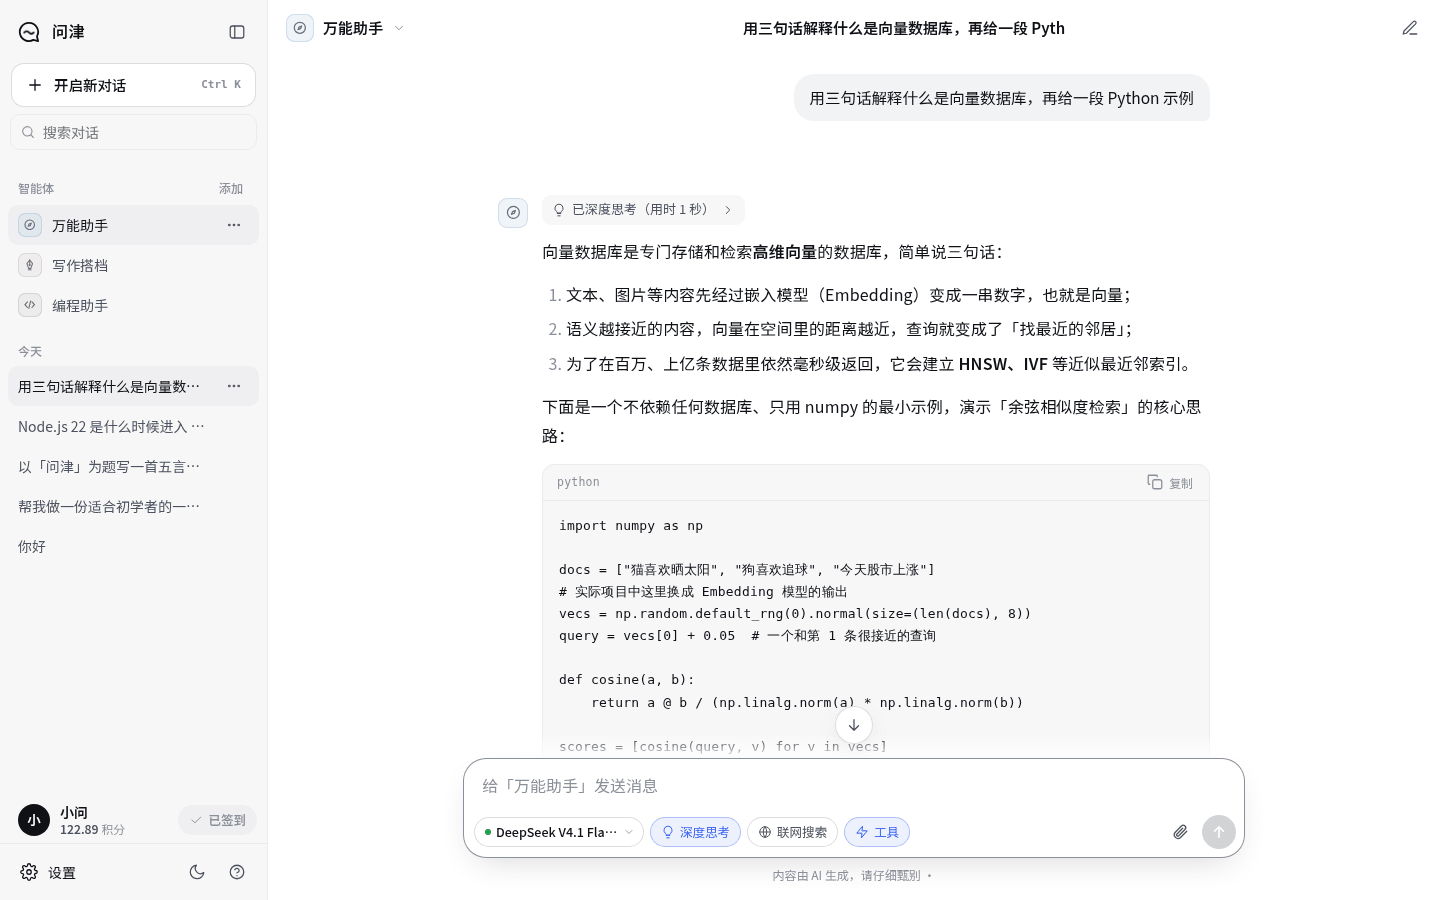 问津
开启新对话
Ctrl K
搜索对话
智能体
添加
万能助手
写作搭档
编程助手
今天
用三句话解释什么是向量数…
Node.js 22 是什么时候进入 …
以「问津」为题写一首五言…
帮我做一份适合初学者的一…
你好
小
小问
122.89 积分
已签到
设置
万能助手
用三句话解释什么是向量数据库，再给一段 Pyth
用三句话解释什么是向量数据库，再给一段 Python 示例
已深度思考（用时 1 秒）
向量数据库是专门存储和检索高维向量的数据库，简单说三句话：
1. 文本、图片等内容先经过嵌入模型（Embedding）变成一串数字，也就是向量；
2. 语义越接近的内容，向量在空间里的距离越近，查询就变成了「找最近的邻居」；
3. 为了在百万、上亿条数据里依然毫秒级返回，它会建立 HNSW、IVF 等近似最近邻索引。
下面是一个不依赖任何数据库、只用 numpy 的最小示例，演示「余弦相似度检索」的核心思
路：
python
复制
import numpy as np
docs = ["猫喜欢晒太阳", "狗喜欢追球", "今天股市上涨"]
# 实际项目中这里换成 Embedding 模型的输出
vecs = np.random.default_rng(0).normal(size=(len(docs), 8))
query = vecs[0] + 0.05  # 一个和第 1 条很接近的查询
def cosine(a, b):
    return a @ b / (np.linalg.norm(a) * np.linalg.norm(b))
scores = [cosine(query, v) for v in vecs]
给「万能助手」发送消息
DeepSeek V4.1 Fla…
深度思考
联网搜索
工具
内容由 AI 生成，请仔细甄别 •